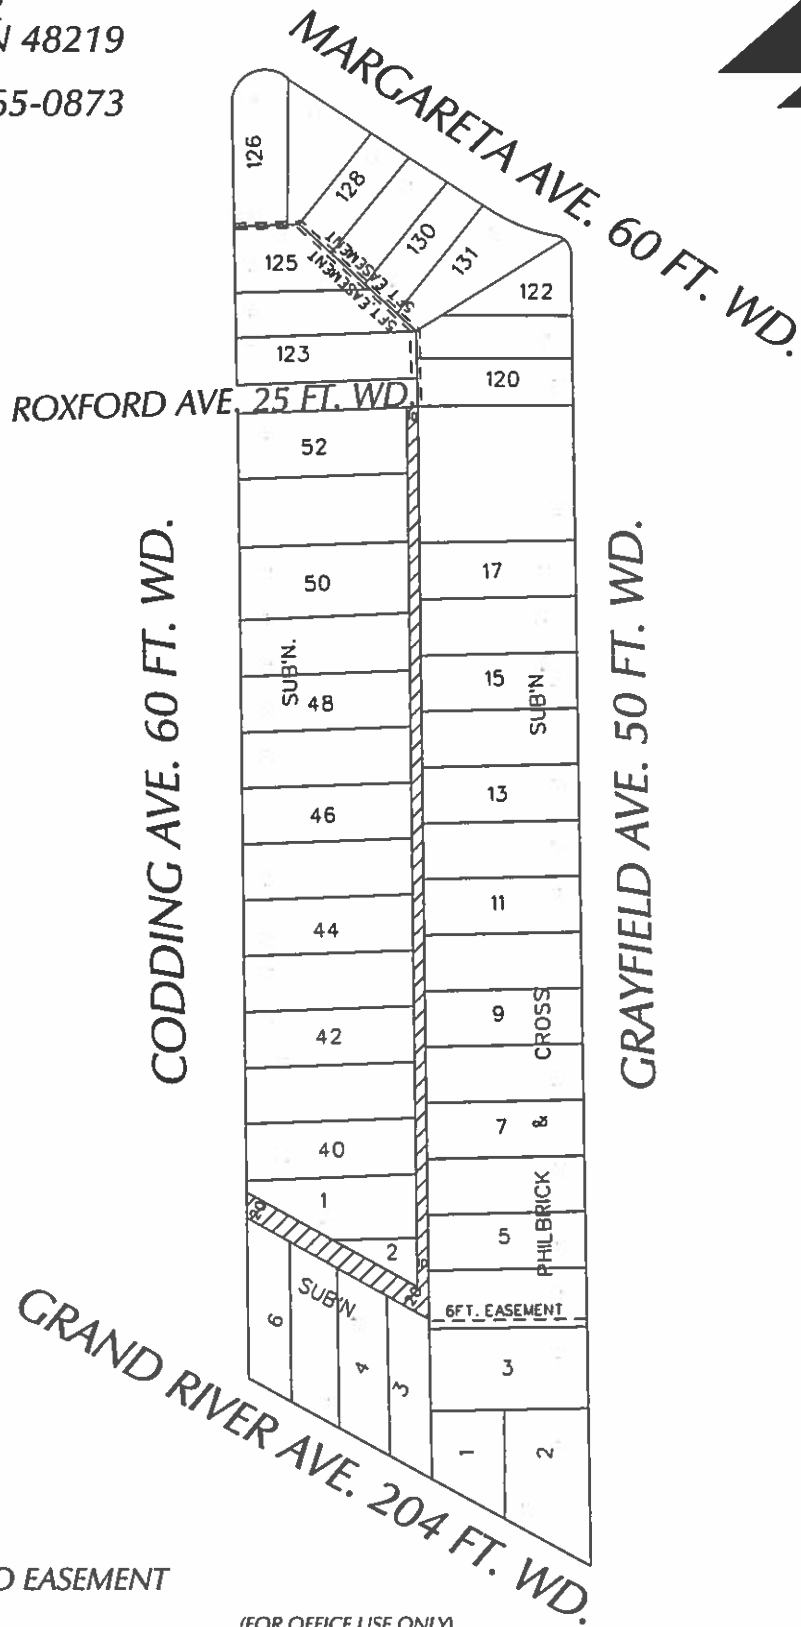 N 48219
55-0873
MARGARETA AVE. 60 FT. WD.
126
128
130
131
5FT. EASEMENT
5FT. EASEMENT
125
122
123
120
ROXFORD AVE. 25 FT. WD.
52
50
17
SUB'N.
48
15
SUB'N.
46
13
44
11
42
9
CROSS
40
7
&
1
5
PHILBRICK
20
2
20
6FT. EASEMENT
SUB'N.
6
4
3
3
1
2
CODDING AVE. 60 FT. WD.
GRAYFIELD AVE. 50 FT. WD.
GRAND RIVER AVE. 204 FT. WD.
O EASEMENT
(FOR OFFICE USE ONLY)